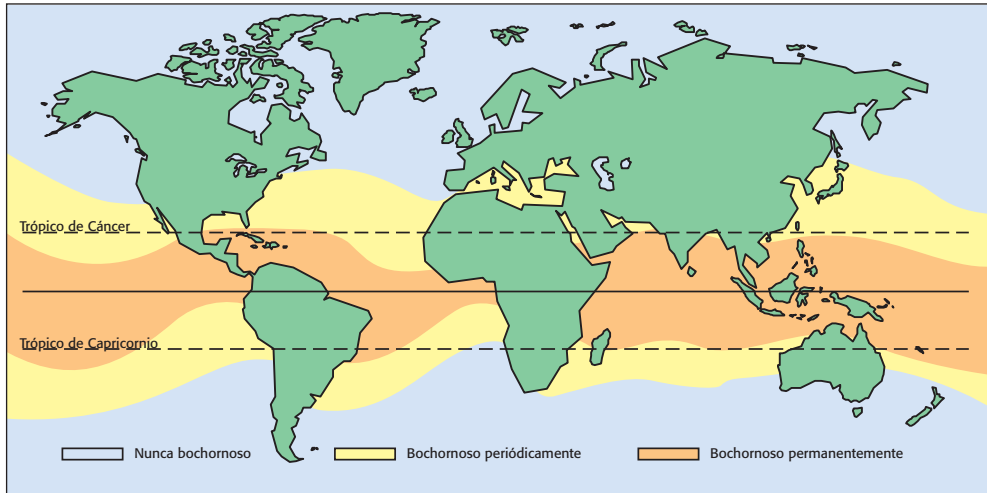 Trópico de Cáncer
Trópico de Capricornio
Nunca bochornoso
Bochornoso periódicamente
Bochornoso permanentemente